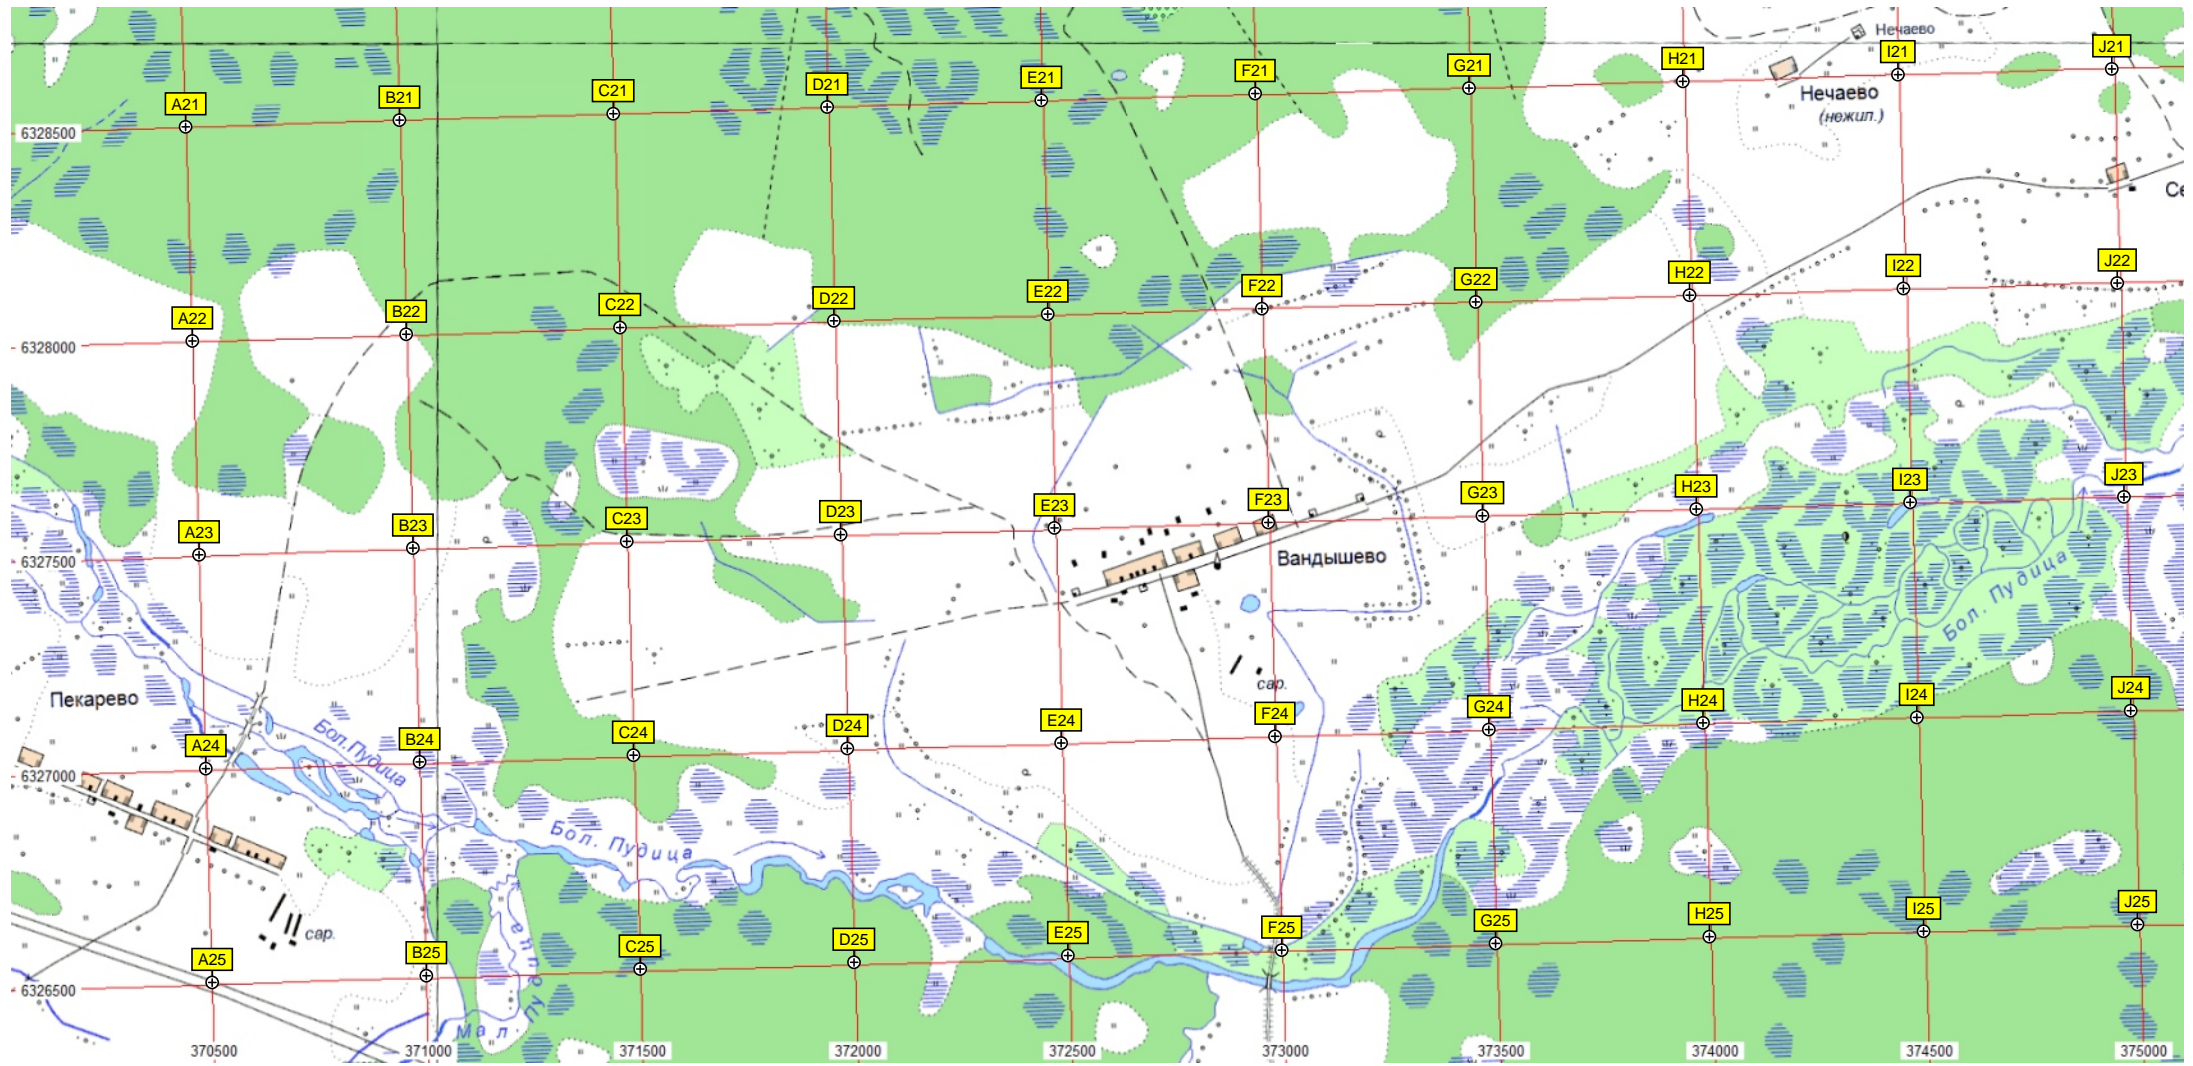 Нечаево
A21 B21 C21 D21 E21 F21 G21 H21 I21 J21
Нечаево
(нежил.)
6328500
Се
A22 B22 C22 D22 E22 F22 G22 H22 I22 J22
6328000
A23 B23 C23 D23 E23 F23 G23 H23 I23 J23
Вандышево
6327500
Бол. Пудица
сар.
Пекарево
A24 B24 C24 D24 E24 F24 G24 H24 I24 J24
Бол.Пудица
6327000
Бол. Пудица
сар.
A25 B25 C25 D25 E25 F25 G25 H25 I25 J25
6326500
Мал. Пудица
370500 371000 371500 372000 372500 373000 373500 374000 374500 375000